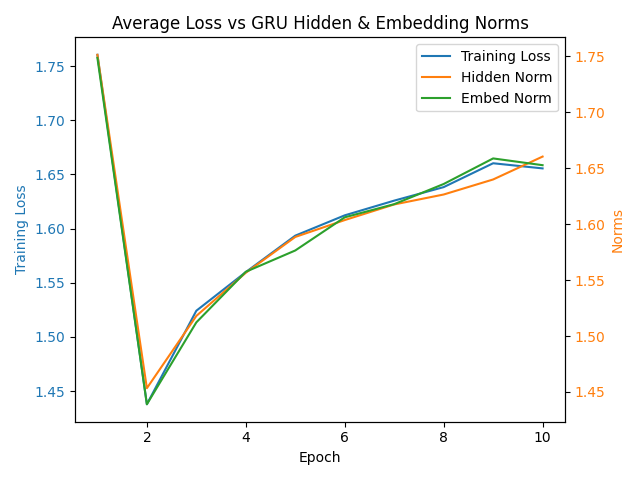 Average Loss vs GRU Hidden & Embedding Norms
Training Loss
Hidden Norm
Embed Norm
1.75
1.70
1.65
1.60
1.55
1.50
1.45
Training Loss
1.75
1.70
1.65
1.60
1.55
1.50
1.45
Norms
2
4
6
8
10
Epoch